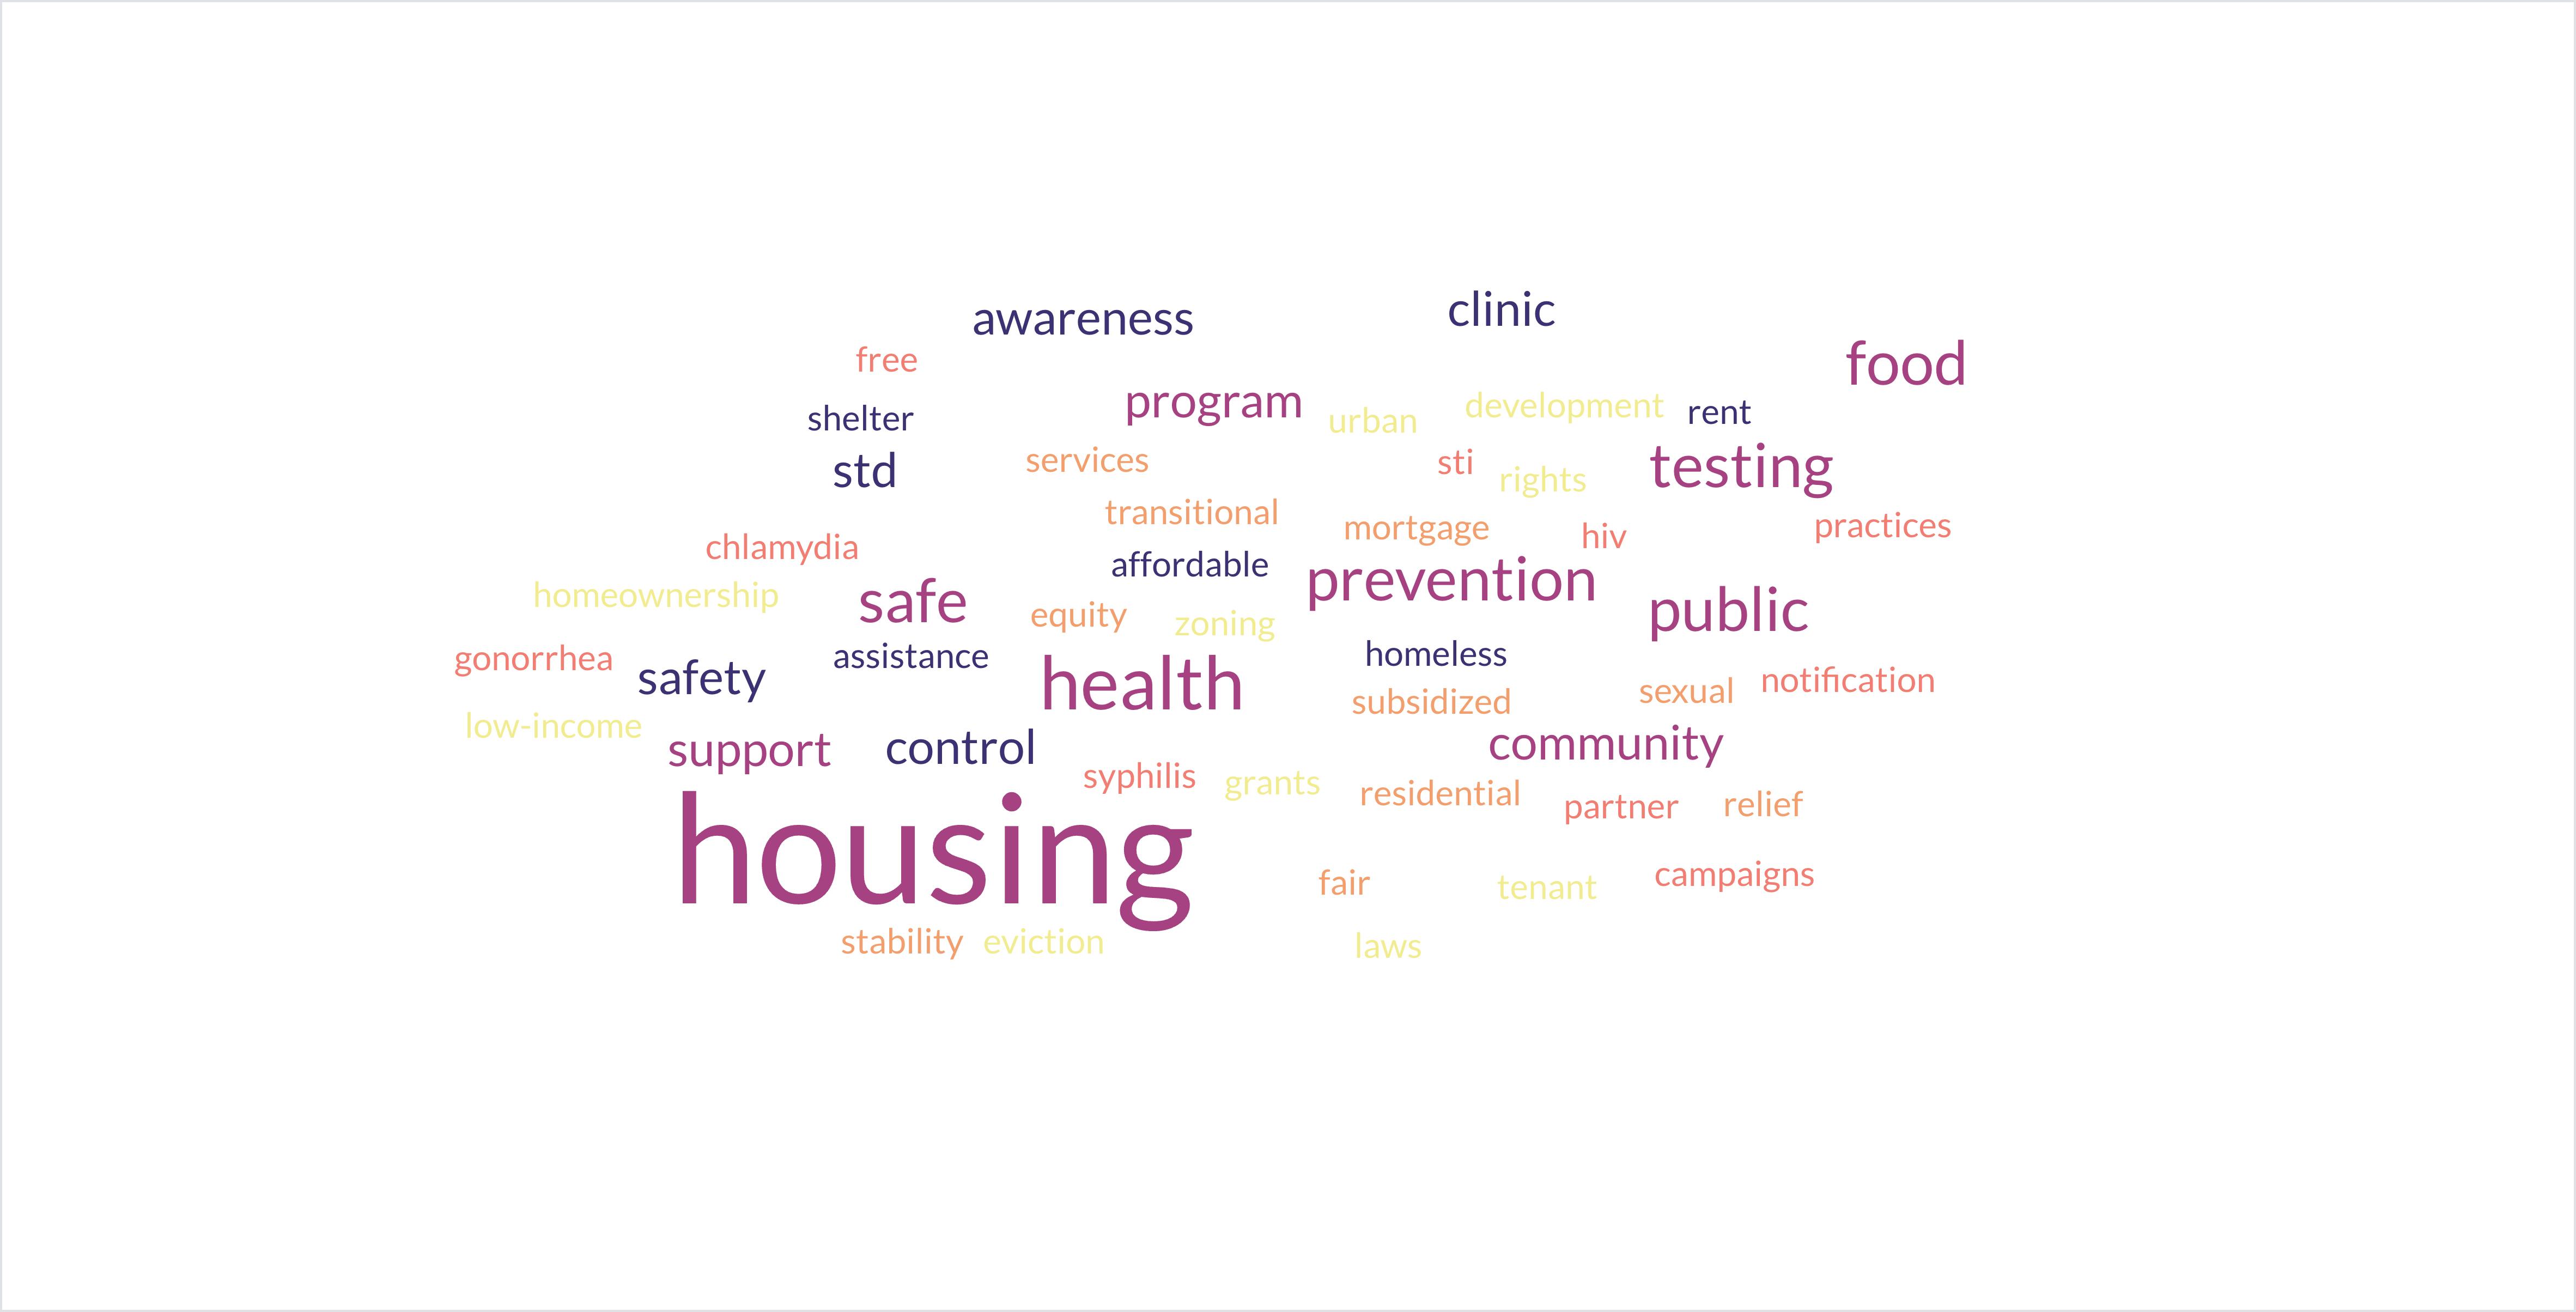 awareness
clinic
free
food
program
shelter
urban
development
rent
std
services
sti
rights
testing
transitional
mortgage
hiv
practices
chlamydia
affordable
prevention
homeownership
safe
equity
zoning
public
gonorrhea
safety
assistance
health
homeless
subsidized
sexual
notification
low-income
support
control
community
syphilis
grants
residential
partner
relief
housing
fair
tenant
campaigns
stability
eviction
laws